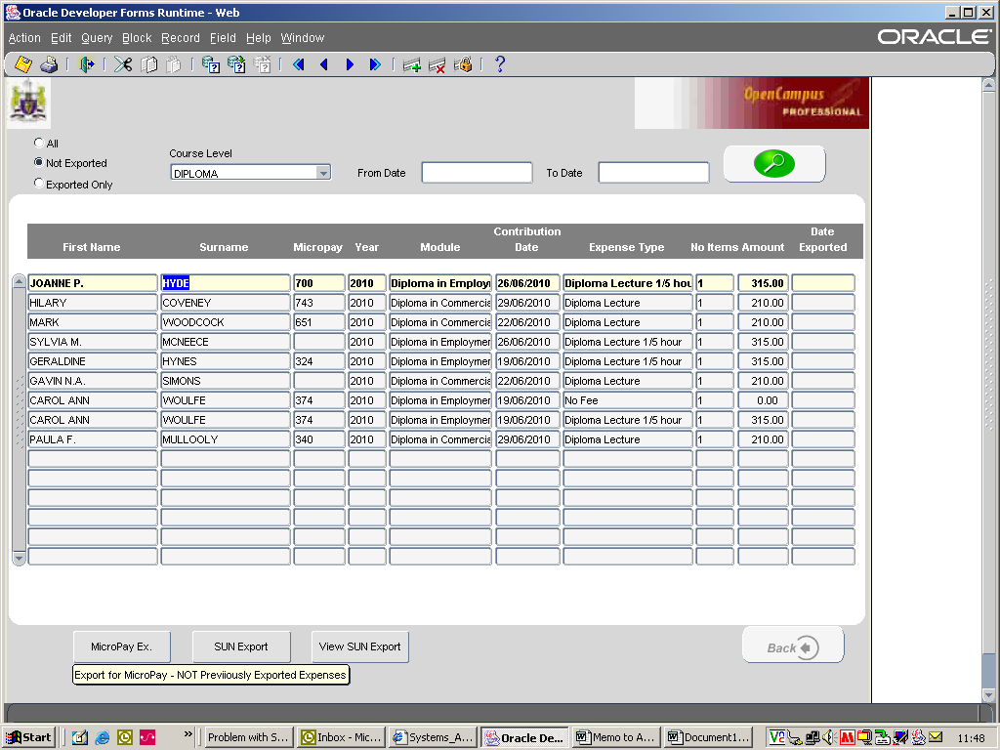 Oracle Developer Forms Runtime - Web
Action Edit Query Block Record Field Help Window
ORACLE
OpenCampus
PROFESSIONAL
All
Not Exported
Exported Only
Course Level
DIPLOMA
From Date
To Date
First Name Surname Micropay Year Module Contribution Date Expense Type No Items Amount Date Exported
JOANNE P. HYDE 700 2010 Diploma in Employ 26/06/2010 Diploma Lecture 1/5 hou 1 315.00
HILARY COVENEY 743 2010 Diploma in Commercia 29/06/2010 Diploma Lecture 1 210.00
MARK WOODCOCK 651 2010 Diploma in Commercia 22/06/2010 Diploma Lecture 1 210.00
SYLVIA M. MCNEECE 2010 Diploma in Employmer 26/06/2010 Diploma Lecture 1/5 hour 1 315.00
GERALDINE HYNES 324 2010 Diploma in Employmer 19/06/2010 Diploma Lecture 1/5 hour 1 315.00
GAVIN N.A. SIMONS 2010 Diploma in Commercia 22/06/2010 Diploma Lecture 1 210.00
CAROL ANN WOULFE 374 2010 Diploma in Employmer 19/06/2010 No Fee 1 0.00
CAROL ANN WOULFE 374 2010 Diploma in Employmer 19/06/2010 Diploma Lecture 1/5 hour 1 315.00
PAULA F. MULLOOLY 340 2010 Diploma in Commercia 29/06/2010 Diploma Lecture 1 210.00
MicroPay Ex. SUN Export View SUN Export Back
Export for MicroPay - NOT Previiously Exported Expenses
Start » Problem with S... Inbox - Mic... Systems_A... Oracle De... Memo to A... Document1... 11:48